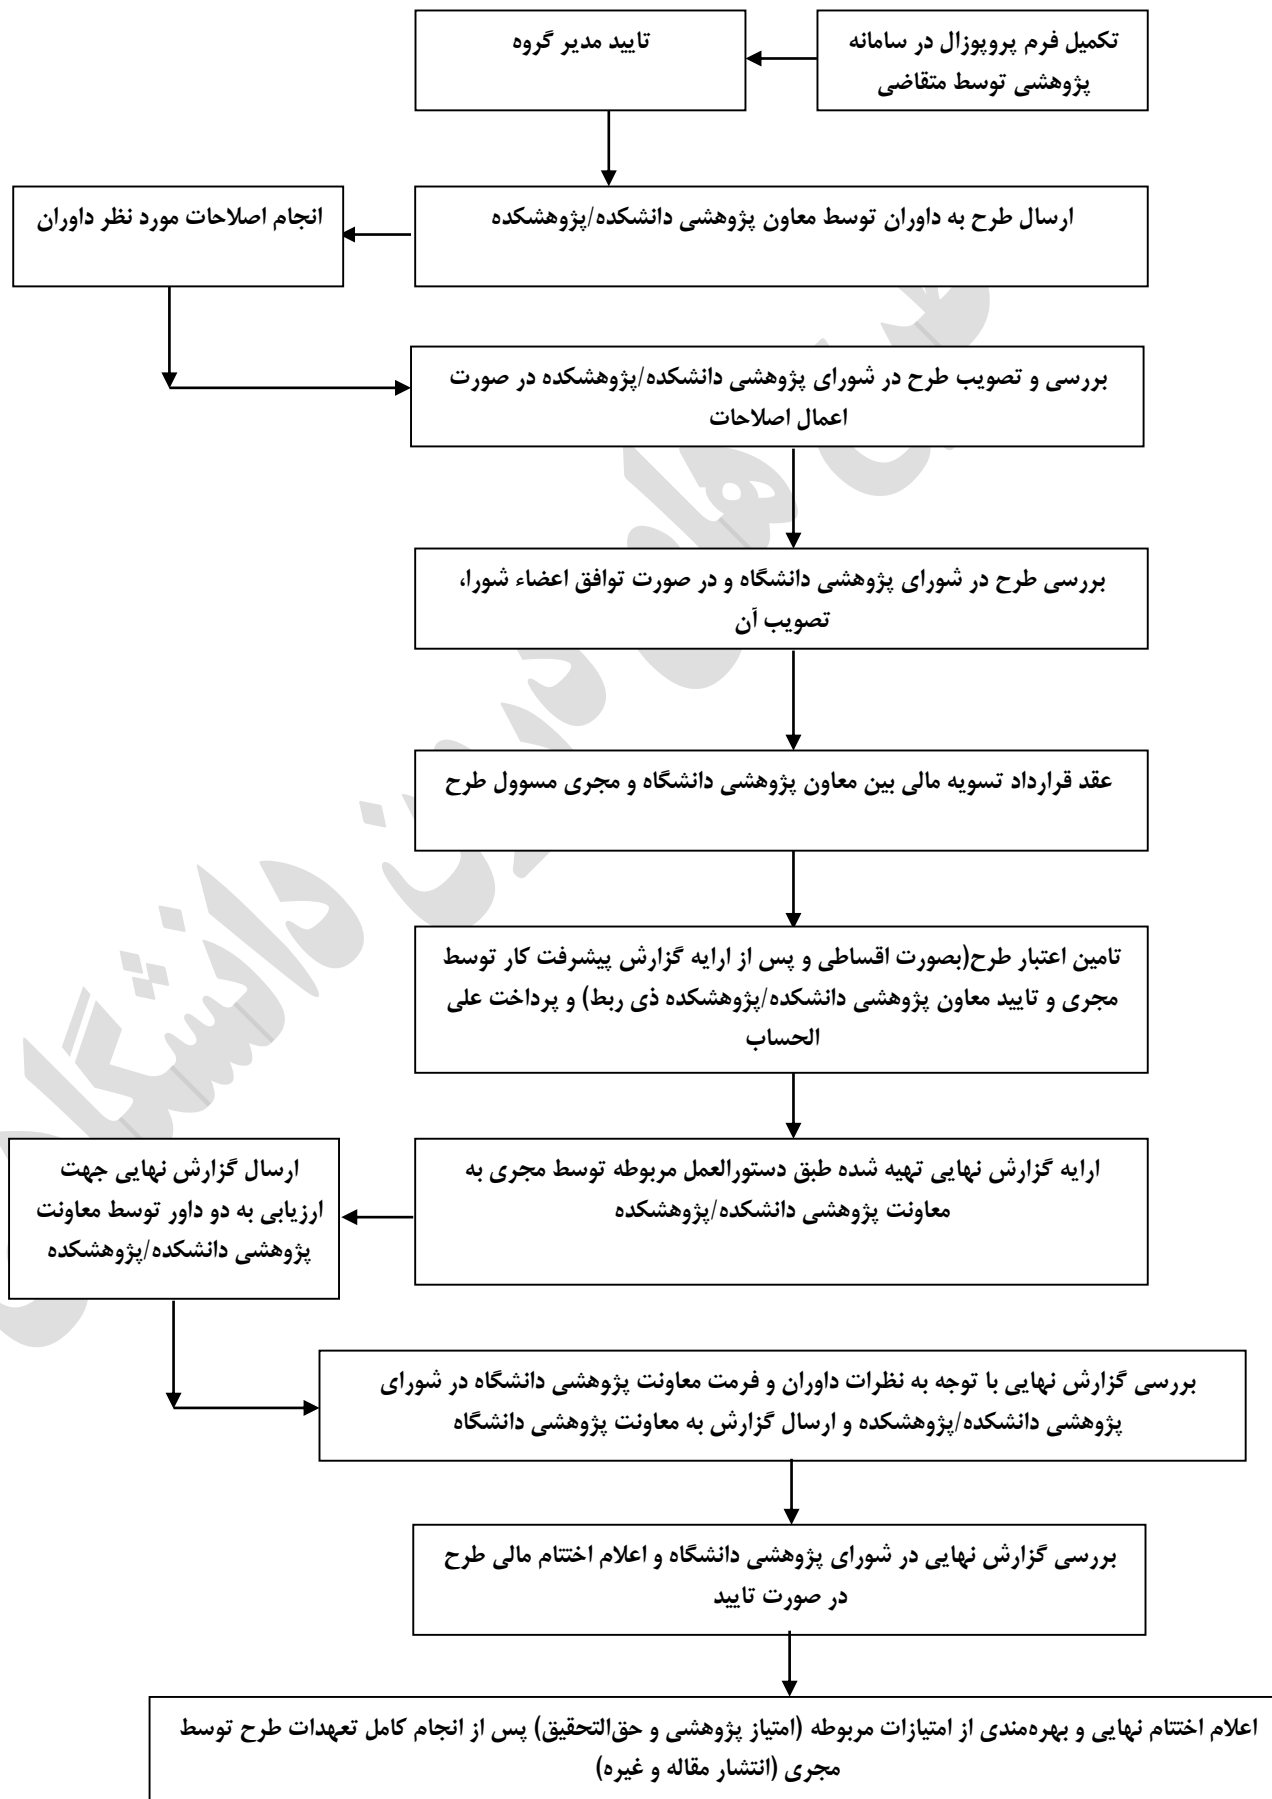 تکمیل فرم پروپوزال در سامانه
پژوهشی توسط متقاضی
تایید مدیر گروه
ارسال طرح به داوران توسط معاون پژوهشی دانشکده/پژوهشکده
انجام اصلاحات مورد نظر داوران
بررسی و تصویب طرح در شورای پژوهشی دانشکده/پژوهشکده در صورت
اعمال اصلاحات
بررسی طرح در شورای پژوهشی دانشگاه و در صورت توافق اعضاء شورا،
تصویب آن
عقد قرارداد تسویه مالی بین معاون پژوهشی دانشگاه و مجری مسوول طرح
تامین اعتبار طرح(بصورت اقساطی و پس از ارایه گزارش پیشرفت کار توسط
مجری و تایید معاون پژوهشی دانشکده/پژوهشکده ذی ربط) و پرداخت علی
الحساب
ارایه گزارش نهایی تهیه شده طبق دستورالعمل مربوطه توسط مجری به
معاونت پژوهشی دانشکده/پژوهشکده
ارسال گزارش نهایی جهت
ارزیابی به دو داور توسط معاونت
پژوهشی دانشکده/پژوهشکده
بررسی گزارش نهایی با توجه به نظرات داوران و فرمت معاونت پژوهشی دانشگاه در شورای
پژوهشی دانشکده/پژوهشکده و ارسال گزارش به معاونت پژوهشی دانشگاه
بررسی گزارش نهایی در شورای پژوهشی دانشگاه و اعلام اختتام مالی طرح
در صورت تایید
اعلام اختتام نهایی و بهره‌مندی از امتیازات مربوطه (امتیاز پژوهشی و حق‌التحقیق) پس از انجام کامل تعهدات طرح توسط
مجری (انتشار مقاله و غیره)